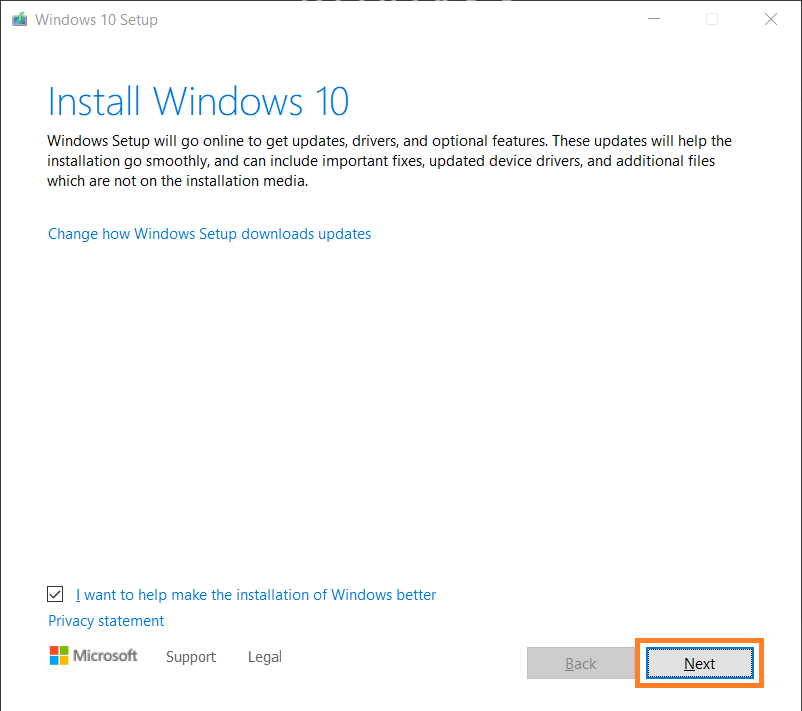 Windows 10 Setup
Install Windows 10
Windows Setup will go online to get updates, drivers, and optional features. These updates will help the
installation go smoothly, and can include important fixes, updated device drivers, and additional files
which are not on the installation media.
Change how Windows Setup downloads updates
I want to help make the installation of Windows better
Privacy statement
Microsoft Support Legal Back Next